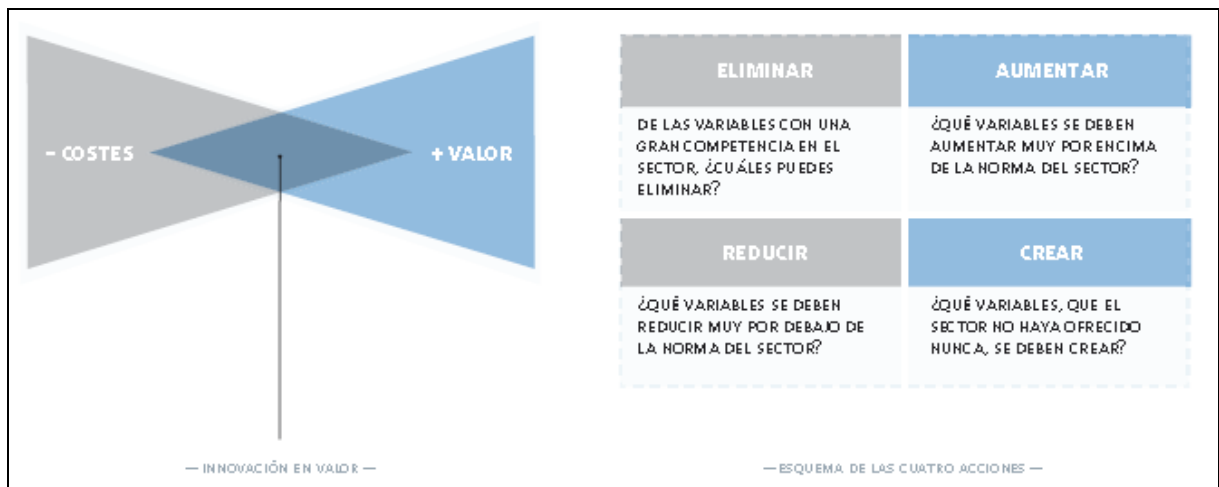 − COSTES
+ VALOR
— INNOVACIÓN EN VALOR —
ELIMINAR
DE LAS VARIABLES CON UNA
GRAN COMPETENCIA EN EL
SECTOR, ¿CUÁLES PUEDES
ELIMINAR?
AUMENTAR
¿QUÉ VARIABLES SE DEBEN
AUMENTAR MUY POR ENCIMA
DE LA NORMA DEL SECTOR?
REDUCIR
¿QUÉ VARIABLES SE DEBEN
REDUCIR MUY POR DEBAJO DE
LA NORMA DEL SECTOR?
CREAR
¿QUÉ VARIABLES, QUE EL
SECTOR NO HAYA OFRECIDO
NUNCA, SE DEBEN CREAR?
— ESQUEMA DE LAS CUATRO ACCIONES —